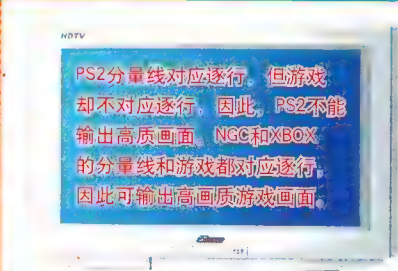 HDTV
PS2分量线对应逐行，但游戏
却不对应逐行，因此，PS2不能
输出高质画面，NGC和XBOX
的分量线和游戏都对应逐行，
因此可输出高画质游戏画面。